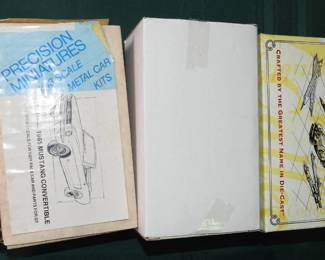 PRECISION
MINIATURES
SCALE
METAL CAR
KITS
1965 MUSTANG CONVERTIBLE
CRAFTED BY THE GREATEST NAME IN DIE-CAST